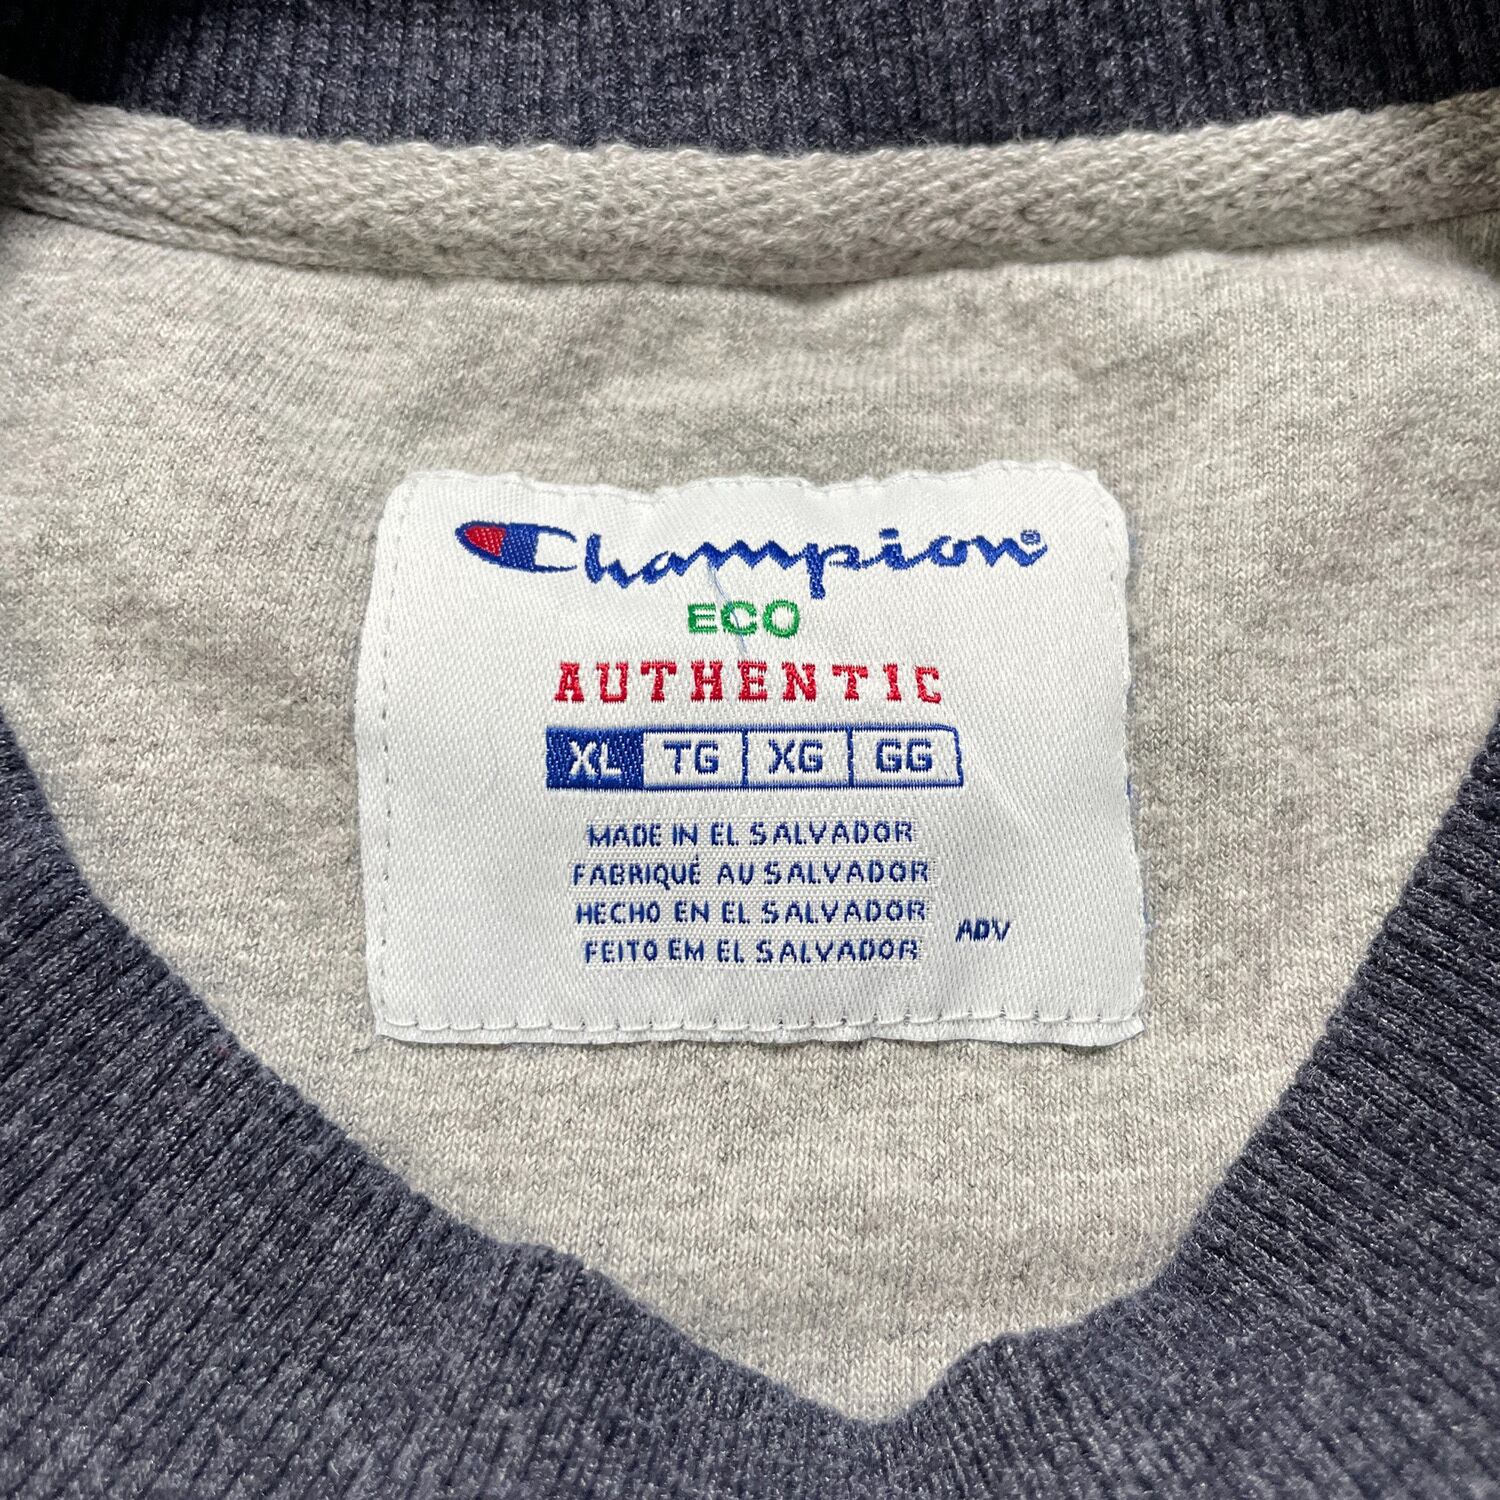 Champion®
ECO
AUTHENTIC
XL TG XG GG
MADE IN EL SALVADOR
FABRIQUÉ AU SALVADOR
HECHO EN EL SALVADOR
FEITO EM EL SALVADOR
ADV